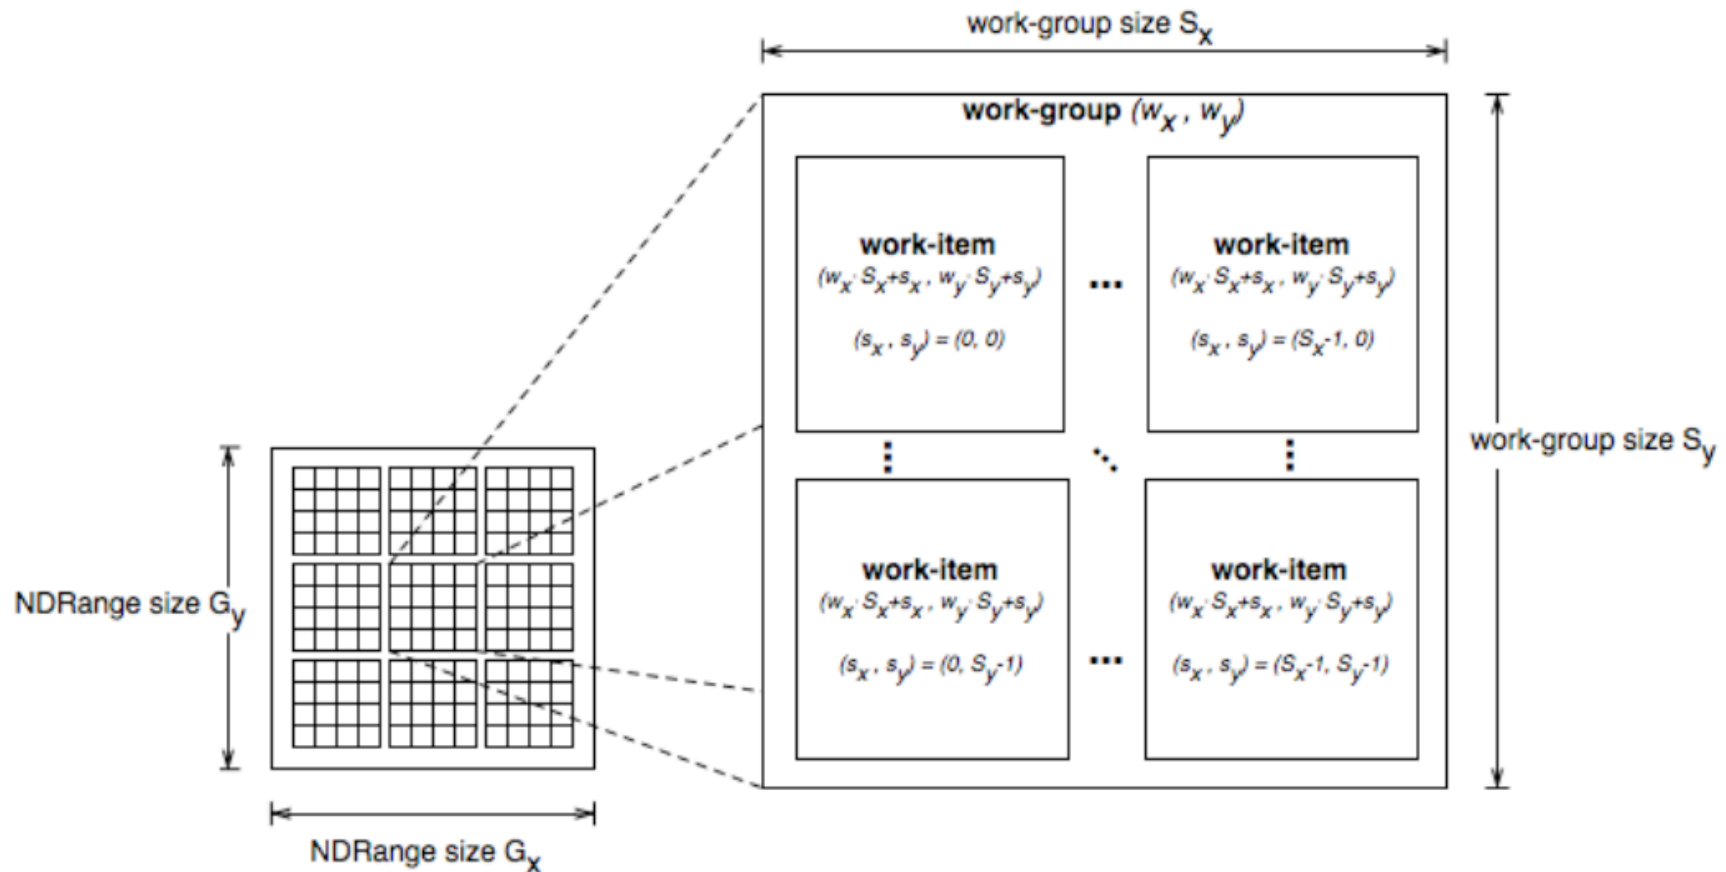 work-group size Sx
work-group (wx , wy)
work-item
(wx· Sx+sx , wy· Sy+sy)
(sx , sy) = (0, 0)
...
work-item
(wx· Sx+sx , wy· Sy+sy)
(sx , sy) = (Sx-1, 0)
work-group size Sy
work-item
(wx· Sx+sx , wy· Sy+sy)
(sx , sy) = (0, Sy-1)
...
work-item
(wx· Sx+sx , wy· Sy+sy)
(sx , sy) = (Sx-1, Sy-1)
NDRange size Gy
NDRange size Gx